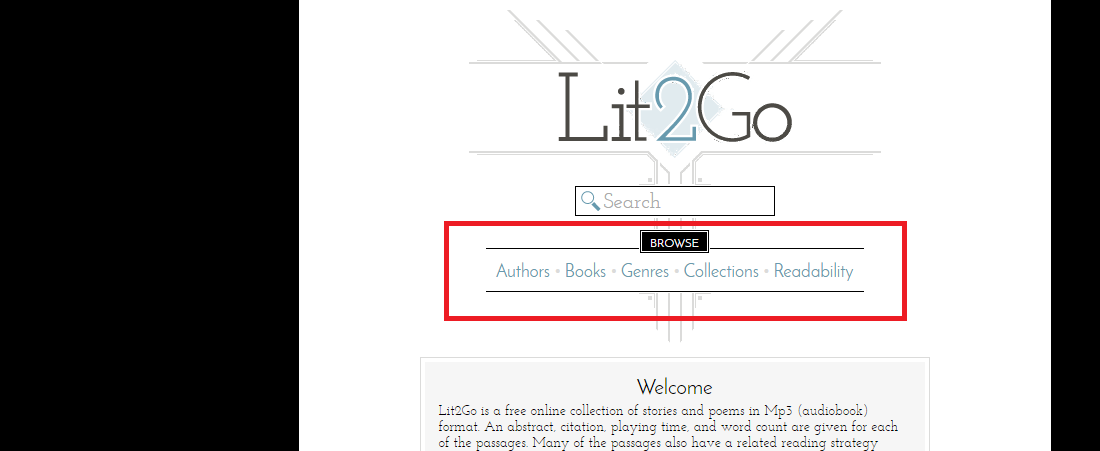 Lit2Go
Search
BROWSE
Authors • Books • Genres • Collections • Readability
Welcome
Lit2Go is a free online collection of stories and poems in Mp3 (audiobook)
format. An abstract, citation, playing time, and word count are given for each
of the passages. Many of the passages also have a related reading strategy